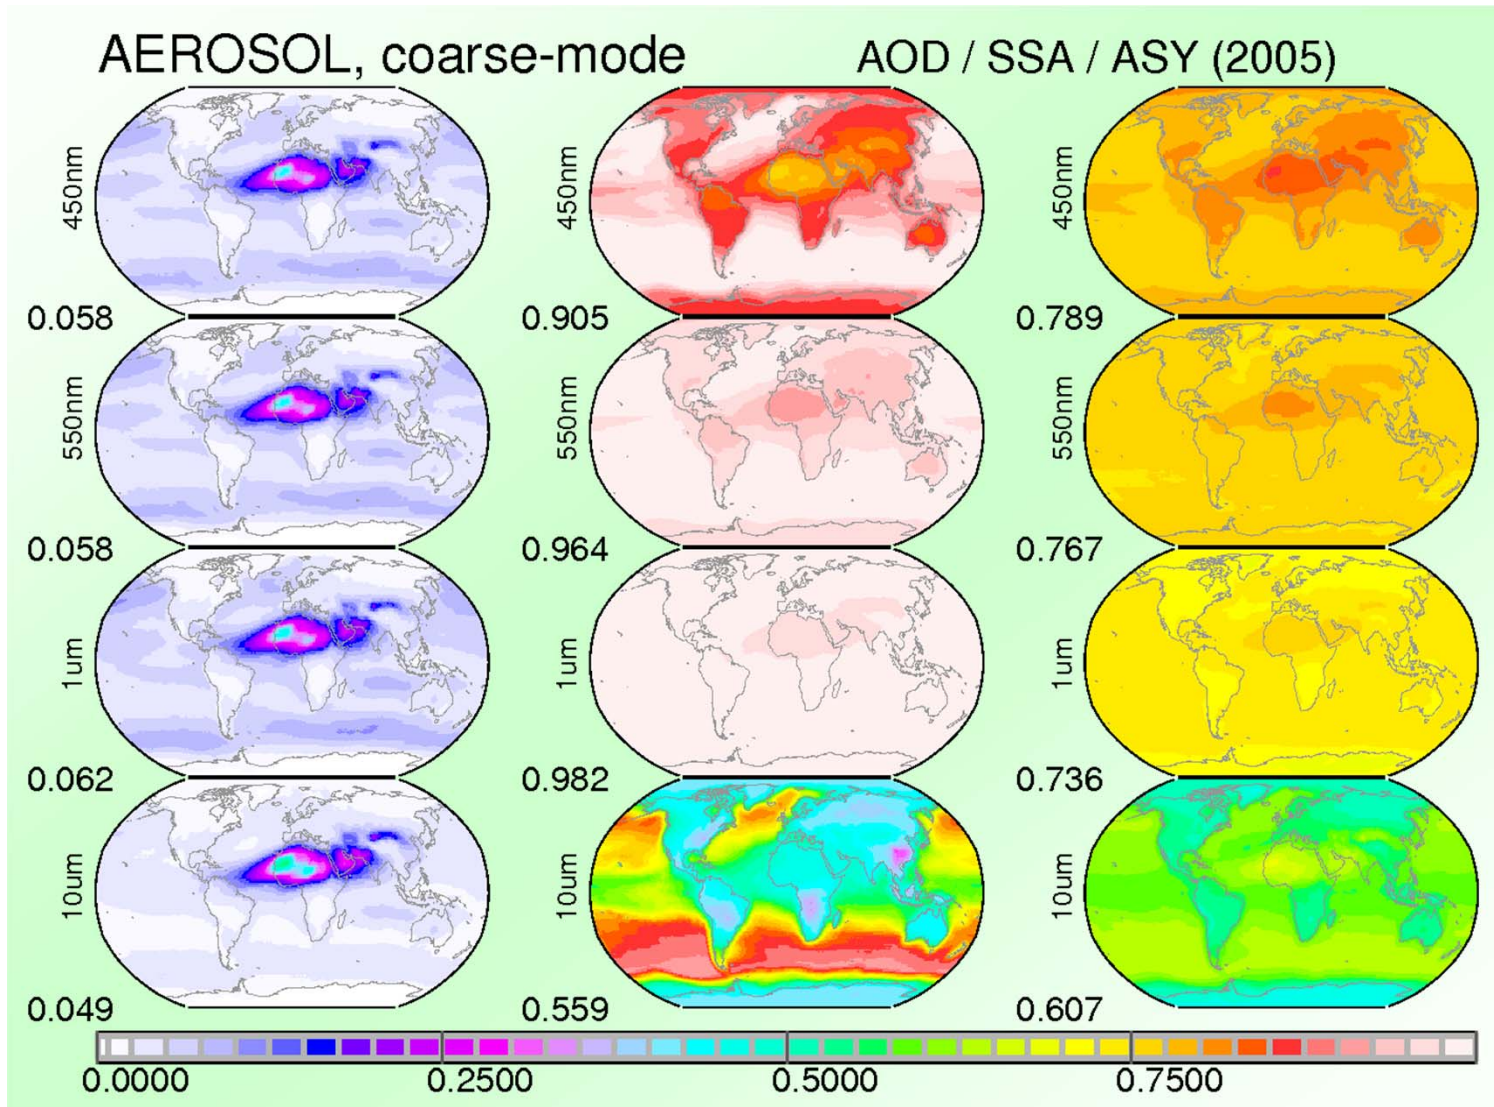 AEROSOL, coarse-mode
AOD / SSA / ASY (2005)
450nm
450nm
450nm
0.058
0.905
0.789
550nm
550nm
550nm
0.058
0.964
0.767
1um
1um
1um
0.062
0.982
0.736
10um
10um
10um
0.049
0.559
0.607
0.0000
0.2500
0.5000
0.7500